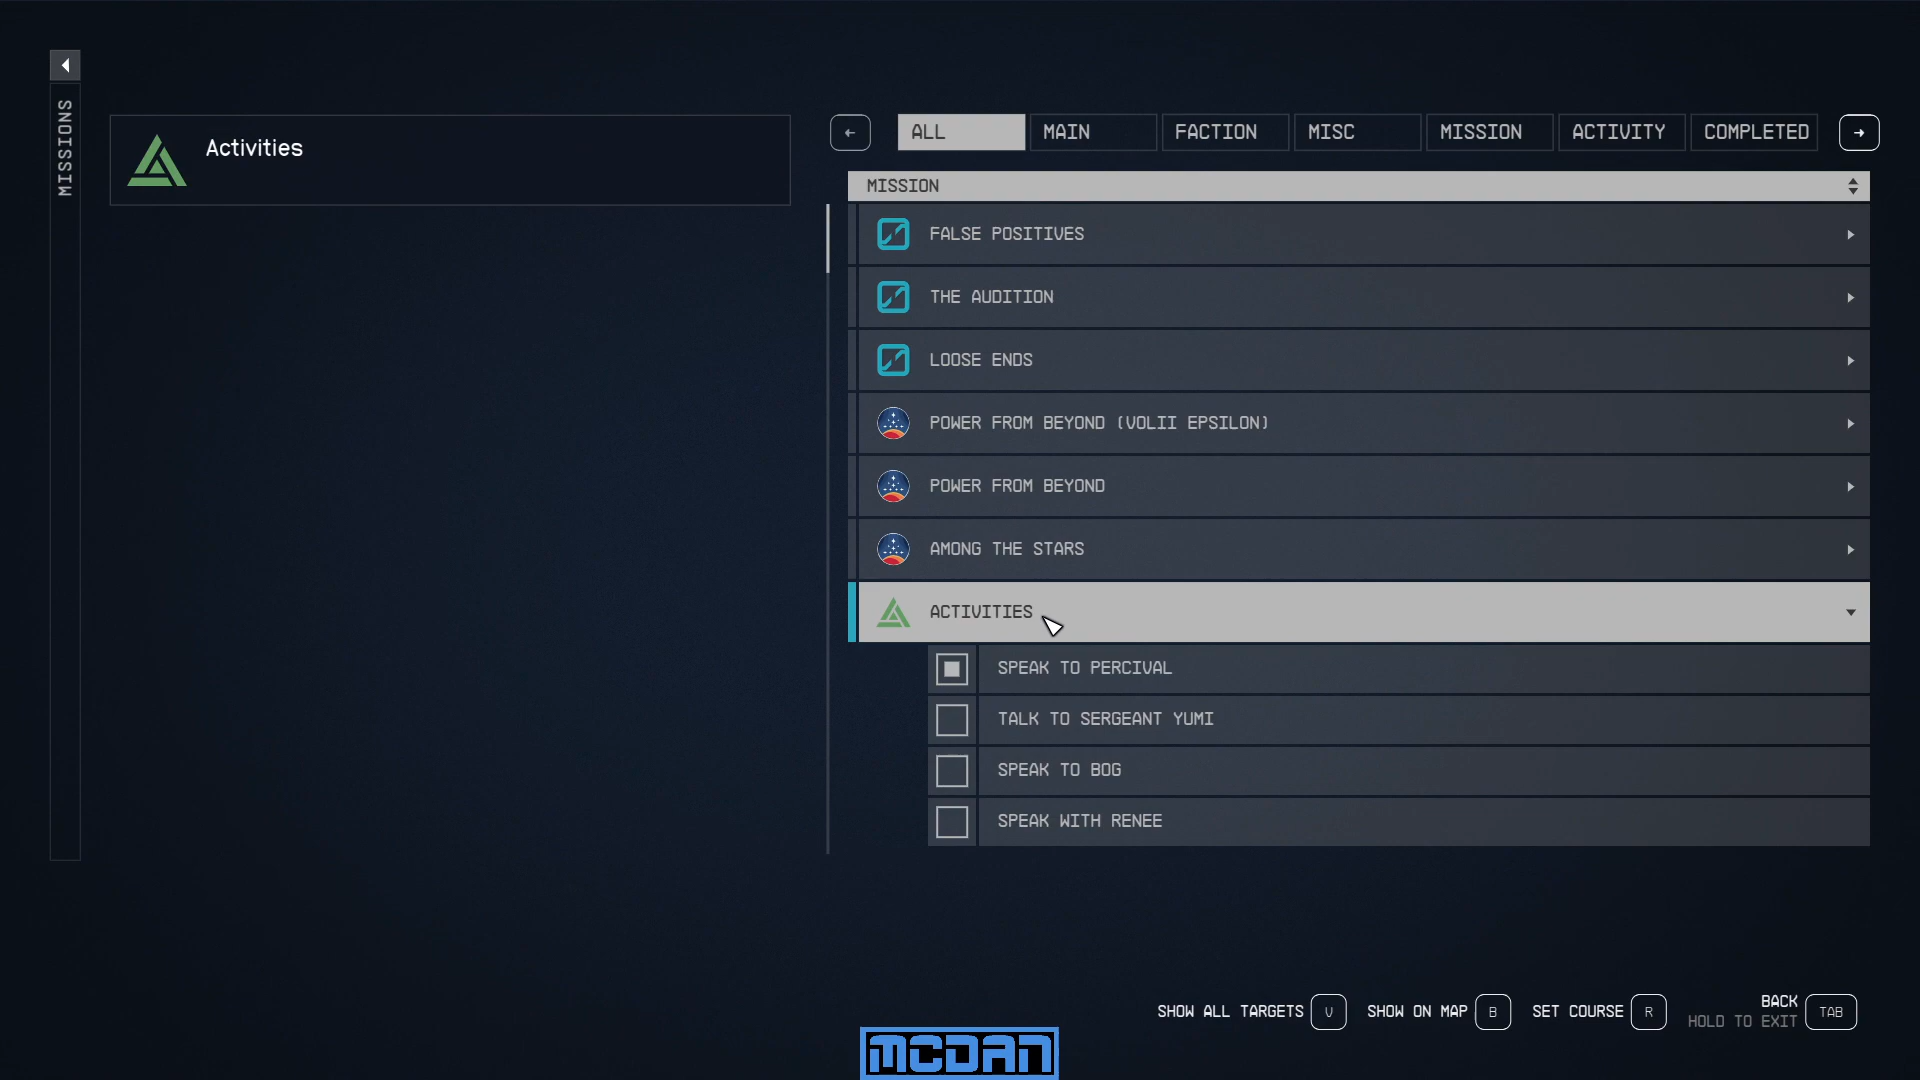 MISSIONS
Activities
ALL
MAIN
FACTION
MISC
MISSION
ACTIVITY
COMPLETED
MISSION
FALSE POSITIVES
THE AUDITION
LOOSE ENDS
POWER FROM BEYOND (VOLII EPSILON)
POWER FROM BEYOND
AMONG THE STARS
ACTIVITIES
SPEAK TO PERCIVAL
TALK TO SERGEANT YUMI
SPEAK TO BOG
SPEAK WITH RENEE
SHOW ALL TARGETS V SHOW ON MAP B SET COURSE R BACK TAB
HOLD TO EXIT
MCDAN